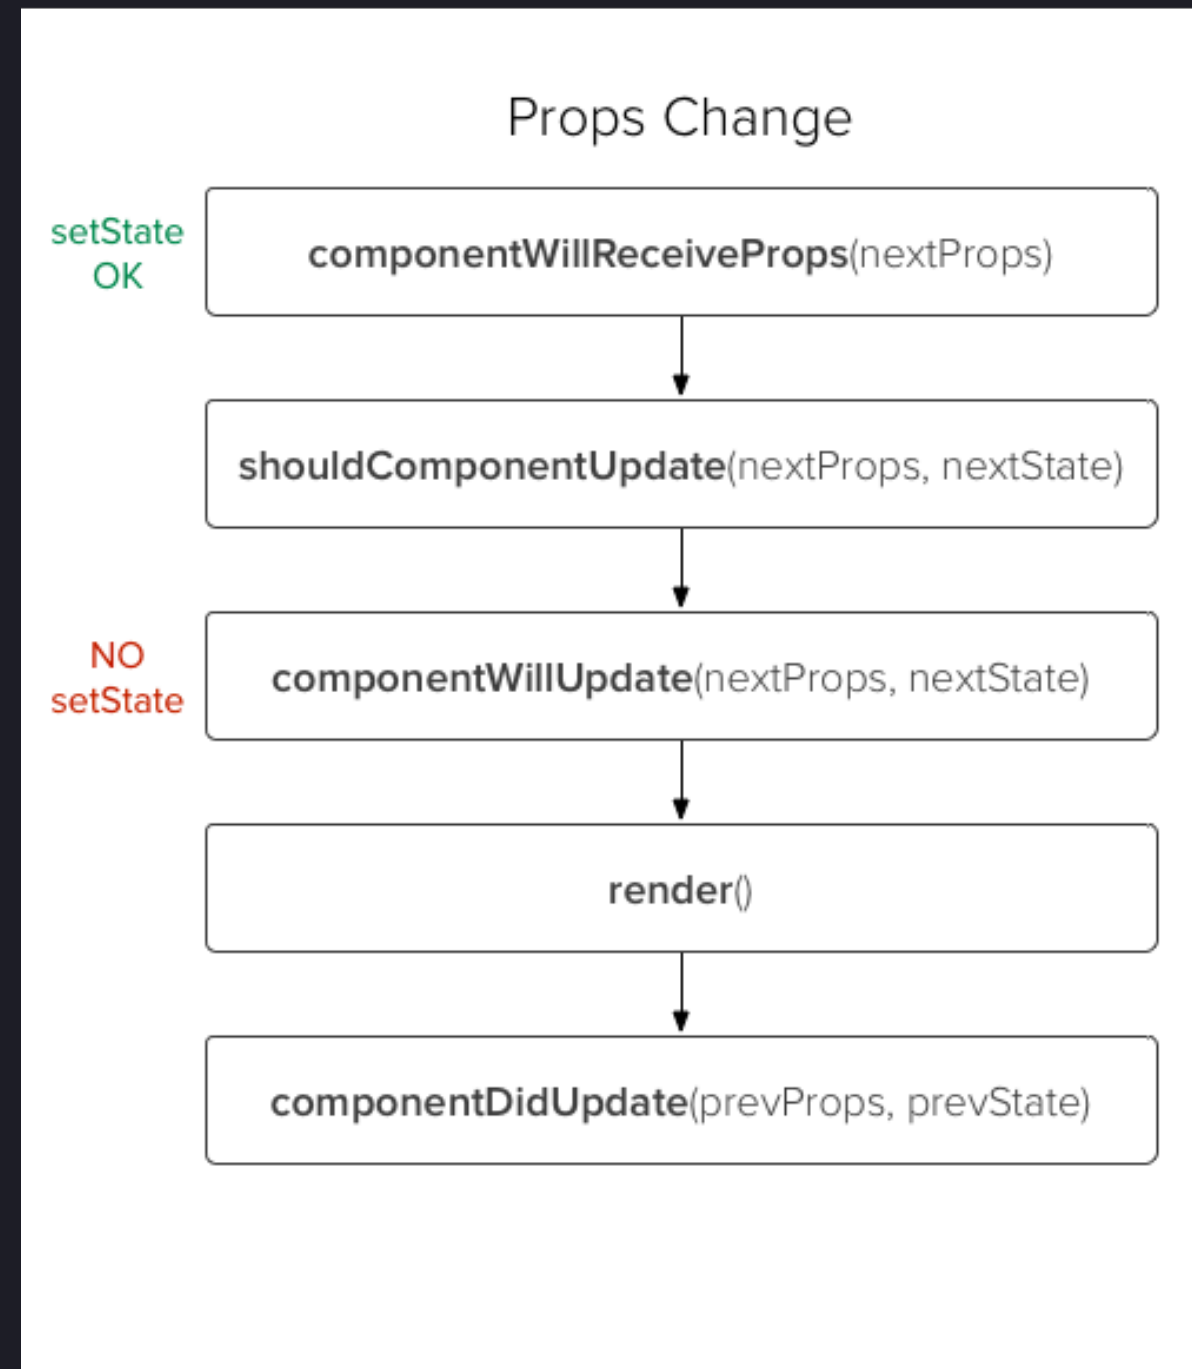 Props Change
setState
OK
componentWillReceiveProps(nextProps)
shouldComponentUpdate(nextProps, nextState)
NO
setState
componentWillUpdate(nextProps, nextState)
render()
componentDidUpdate(prevProps, prevState)